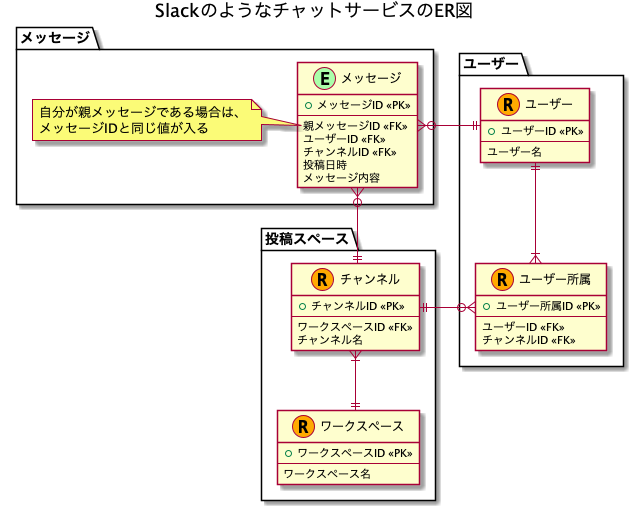 SlackのようなチャットサービスのER図
メッセージ
E メッセージ
メッセージID «PK»
親メッセージID «FK»
ユーザーID «FK»
チャンネルID «FK»
投稿日時
メッセージ内容
自分が親メッセージである場合は、
メッセージIDと同じ値が入る
ユーザー
R ユーザー
ユーザーID «PK»
ユーザー名
R ユーザー所属
ユーザー所属ID «PK»
ユーザーID «FK»
チャンネルID «FK»
投稿スペース
R チャンネル
チャンネルID «PK»
ワークスペースID «FK»
チャンネル名
R ワークスペース
ワークスペースID «PK»
ワークスペース名